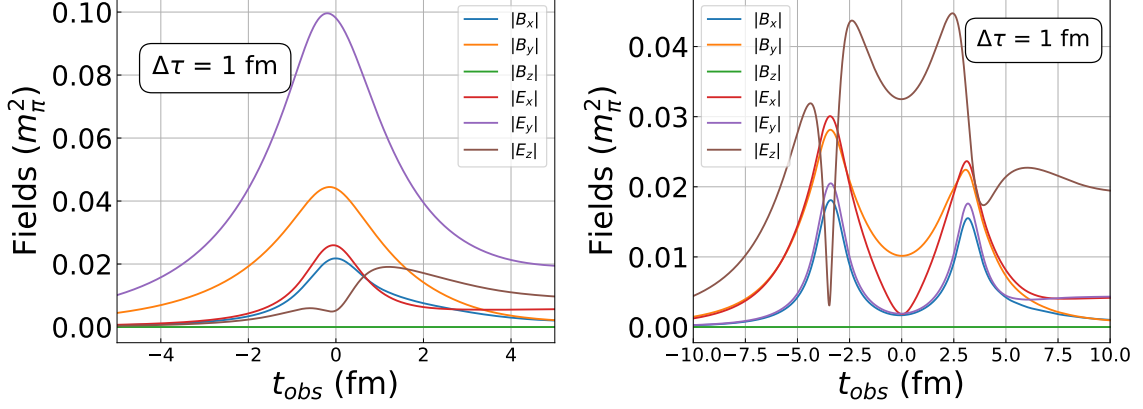 0.10
0.08
0.06
0.04
0.02
0.00
Fields (m_π^2)
−4
−2
0
2
4
t_obs (fm)
Δτ = 1 fm
|B_x|
|B_y|
|B_z|
|E_x|
|E_y|
|E_z|
0.04
0.03
0.02
0.01
0.00
Fields (m_π^2)
−10.0
−7.5
−5.0
−2.5
0.0
2.5
5.0
7.5
10.0
t_obs (fm)
|B_x|
|B_y|
|B_z|
|E_x|
|E_y|
|E_z|
Δτ = 1 fm